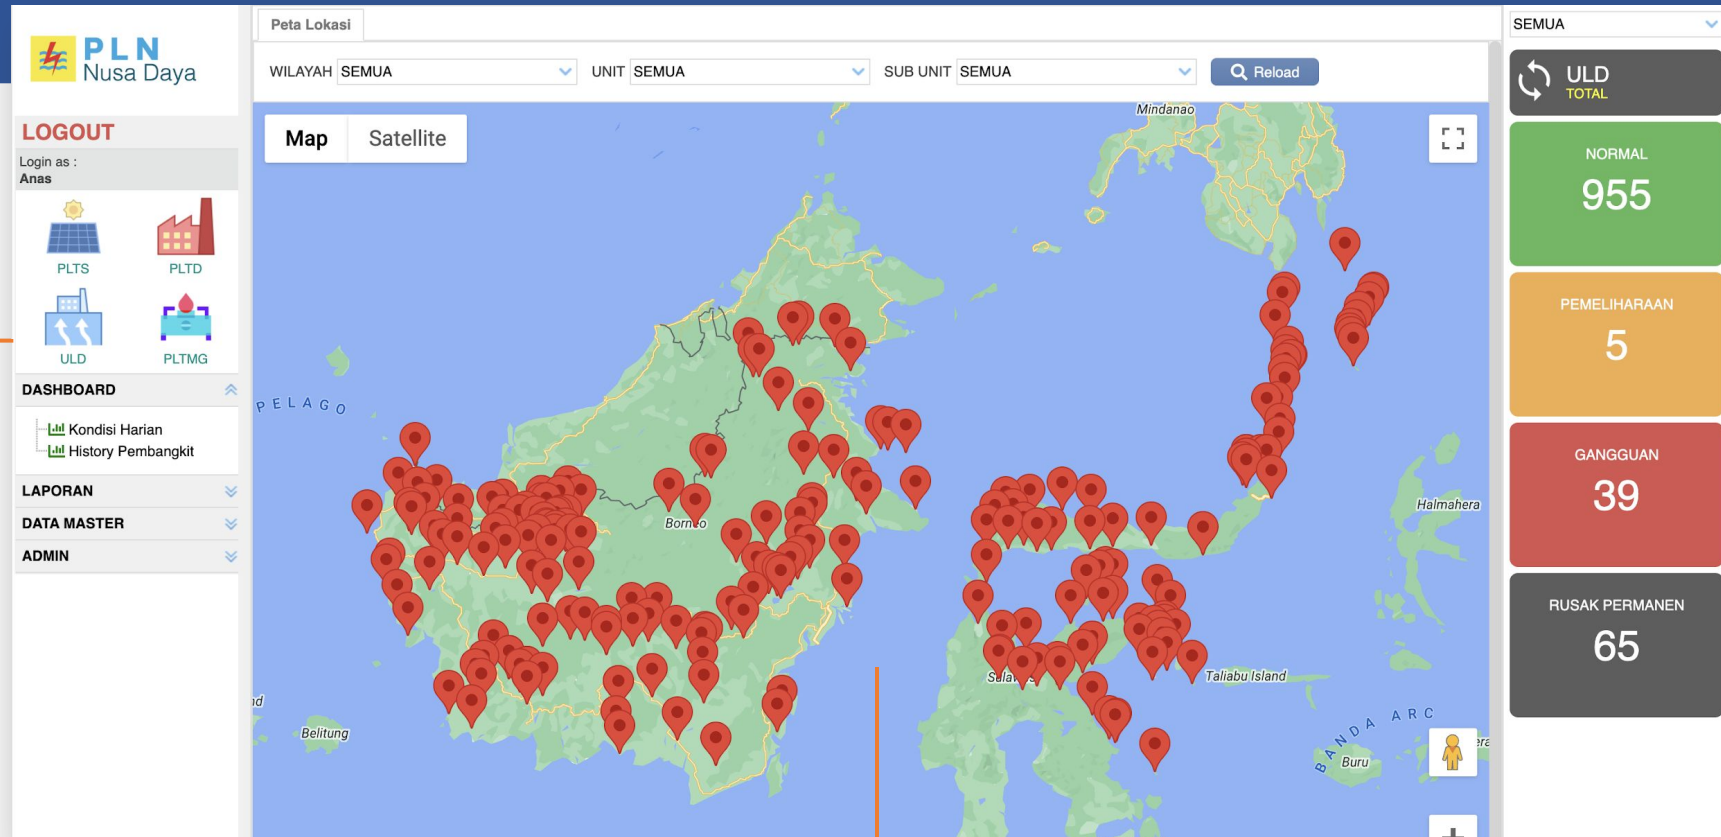 PLN
Nusa Daya
LOGOUT
Login as :
Anas
PLTS
PLTD
ULD
PLTMG
DASHBOARD
Kondisi Harian
History Pembangkit
LAPORAN
DATA MASTER
ADMIN
Peta Lokasi
WILAYAH SEMUA UNIT SEMUA SUB UNIT SEMUA Reload
Map Satellite
Mindanao
PELAGO
Borneo
Halmahera
Taliabu Island
Belitung
BANDA ARC
Buru
SEMUA
ULD
TOTAL
NORMAL
955
PEMELIHARAAN
5
GANGGUAN
39
RUSAK PERMANEN
65